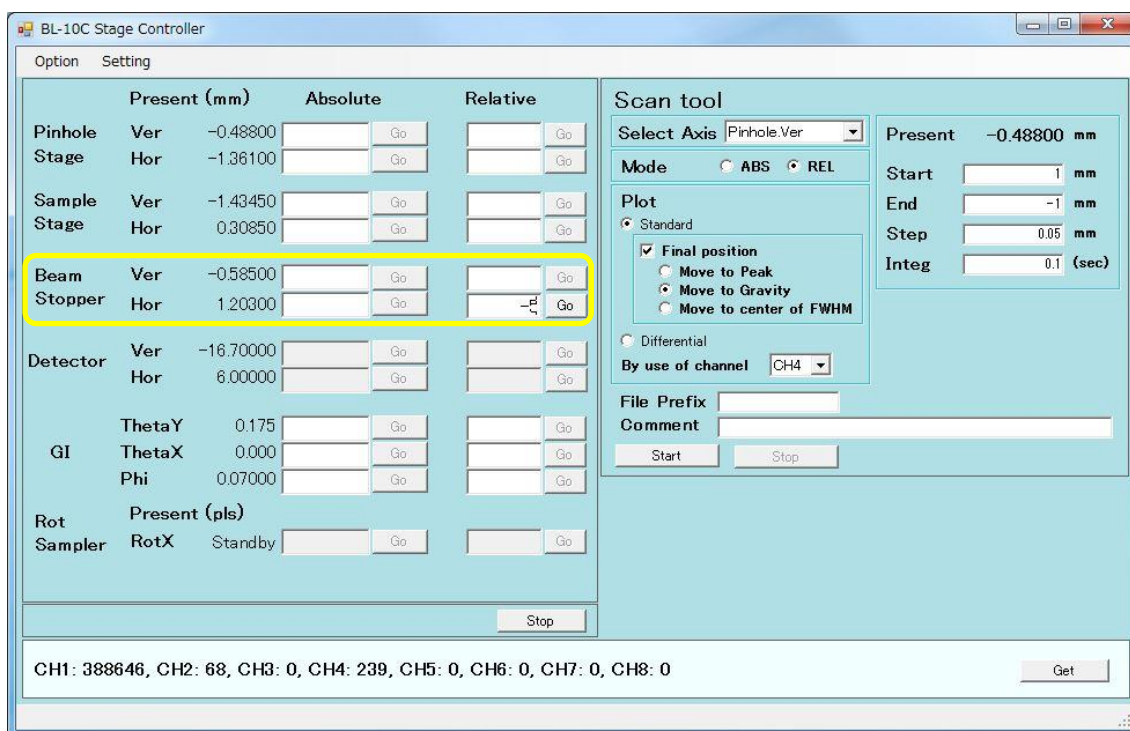 BL-10C Stage Controller
Option Setting
Present (mm) Absolute Relative
Pinhole Stage
Ver -0.48800 Go Go
Hor -1.36100 Go Go
Sample Stage
Ver -1.43450 Go Go
Hor 0.30850 Go Go
Beam Stopper
Ver -0.58500 Go Go
Hor 1.20300 Go Go
Detector
Ver -16.70000 Go Go
Hor 6.00000 Go Go
GI
ThetaY 0.175 Go Go
ThetaX 0.000 Go Go
Phi 0.07000 Go Go
Present (pls)
Rot Sampler
RotX Standby Go Go
Stop
Scan tool
Select Axis Pinhole.Ver
Mode ABS REL
Plot
Standard
Final position
Move to Peak
Move to Gravity
Move to center of FWHM
Differential
By use of channel CH4
Present -0.48800 mm
Start 1 mm
End -1 mm
Step 0.05 mm
Integ 0.1 (sec)
File Prefix
Comment
Start Stop
CH1: 388646, CH2: 68, CH3: 0, CH4: 239, CH5: 0, CH6: 0, CH7: 0, CH8: 0
Get